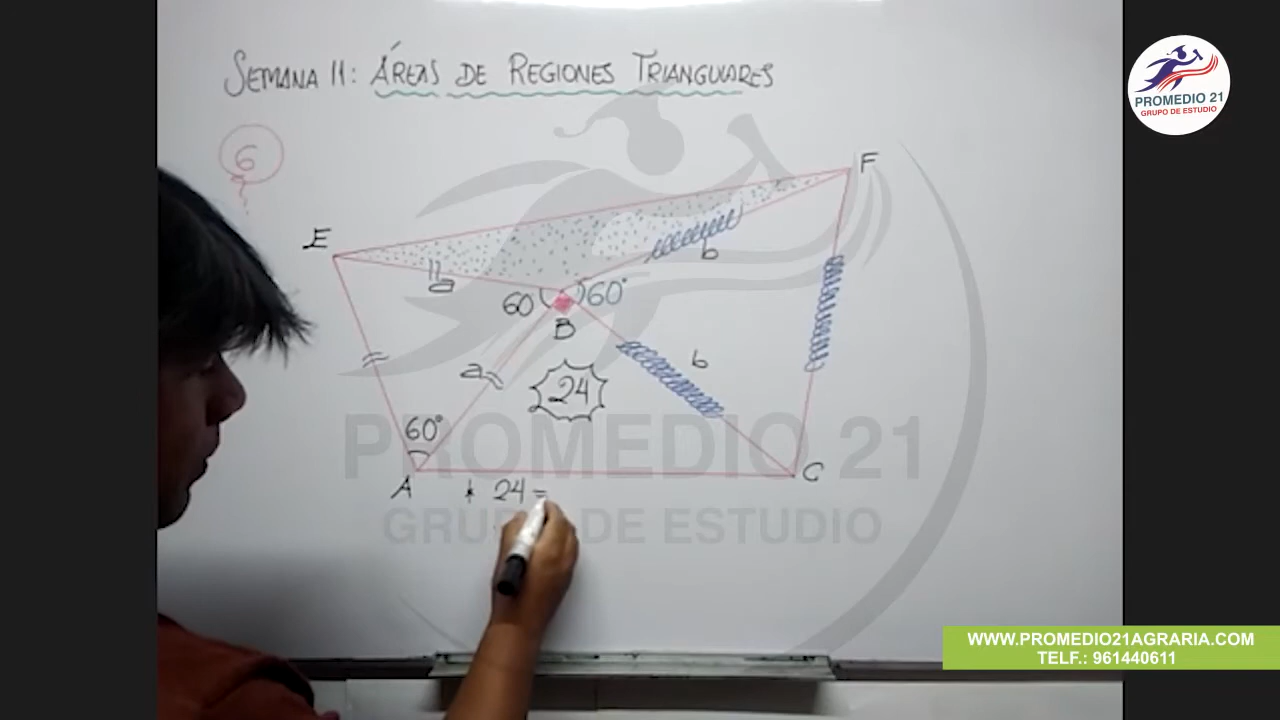 SEMANA 11: ÁREAS DE REGIONES TRIANGULARES
PROMEDIO 21
GRUPO DE ESTUDIO
6
F
E
b
a
60
60°
B
a
b
24
60°
PROMEDIO 21
A
C
* 24 =
GRUPO DE ESTUDIO
WWW.PROMEDIO21AGRARIA.COM
TELF.: 961440611